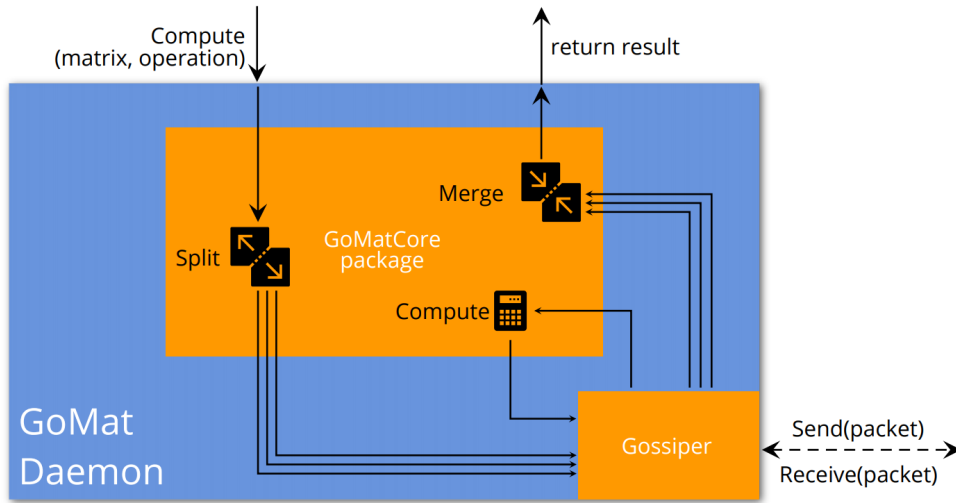 Compute
(matrix, operation)
return result
Merge
GoMatCore
package
Split
Compute
GoMat
Daemon
Gossiper
Send(packet)
Receive(packet)